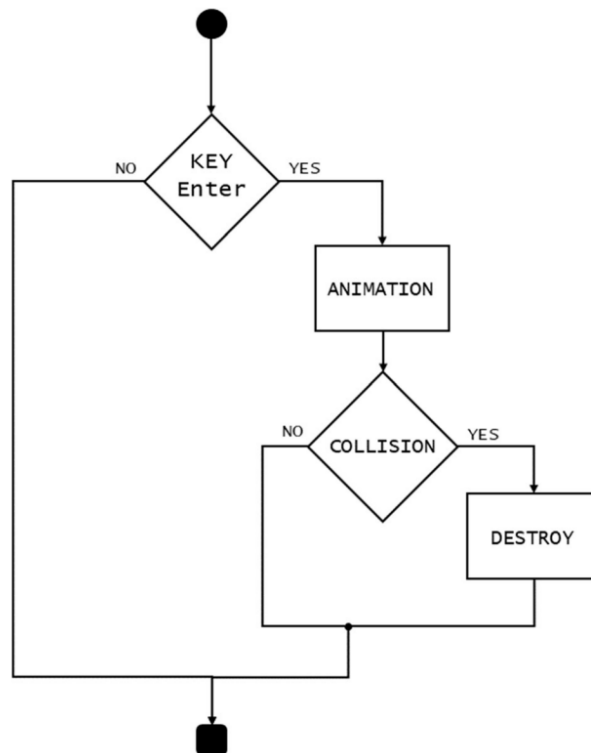 KEY
Enter
NO
YES
ANIMATION
NO
YES
COLLISION
DESTROY